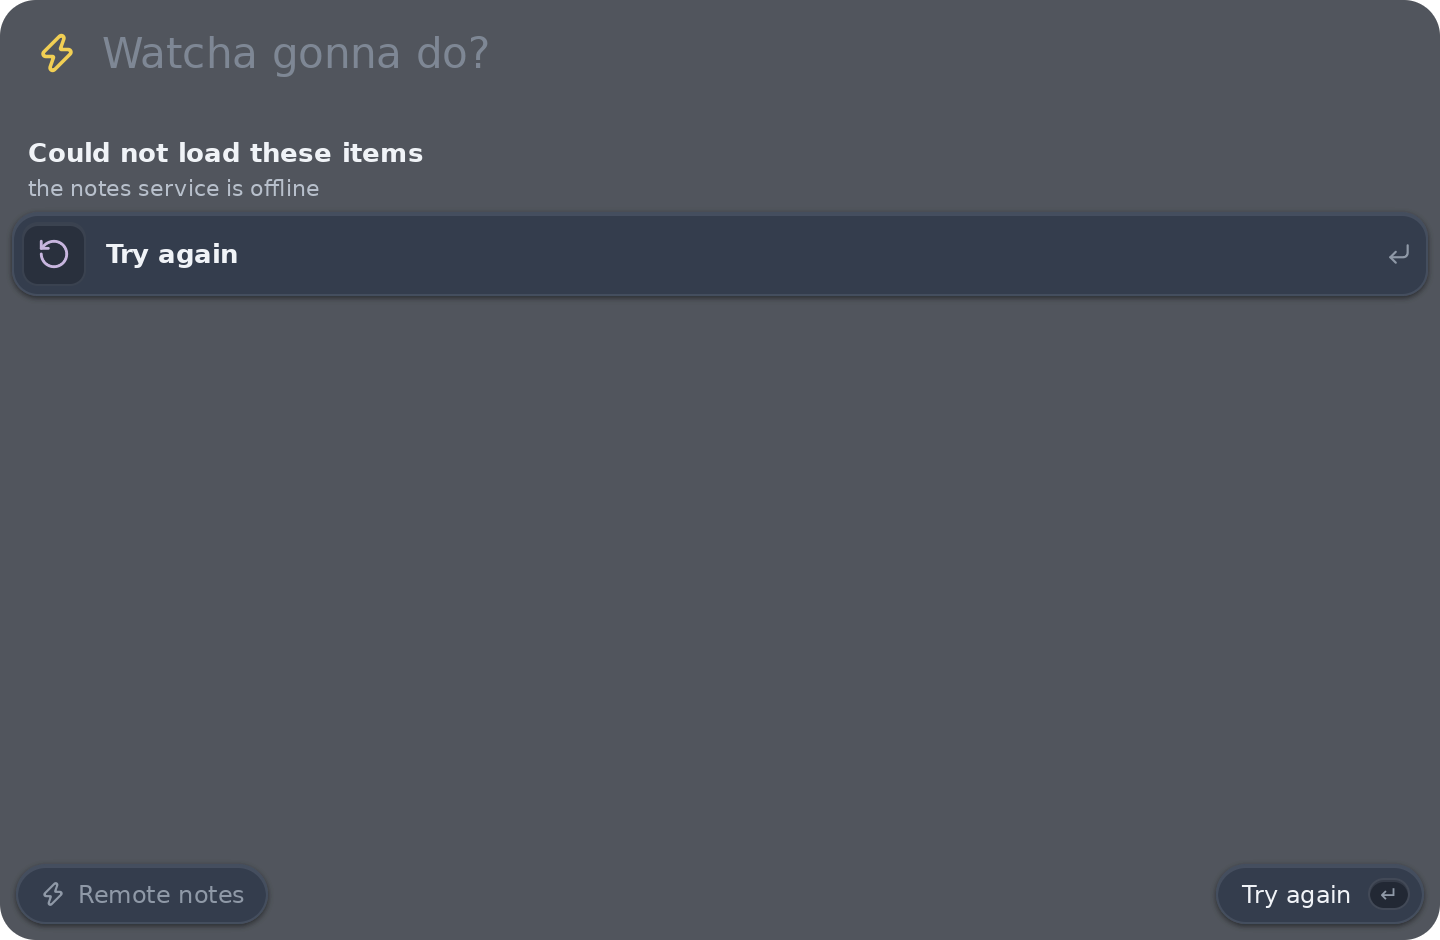 Watcha gonna do?
Could not load these items
the notes service is offline
Try again
Remote notes
Try again